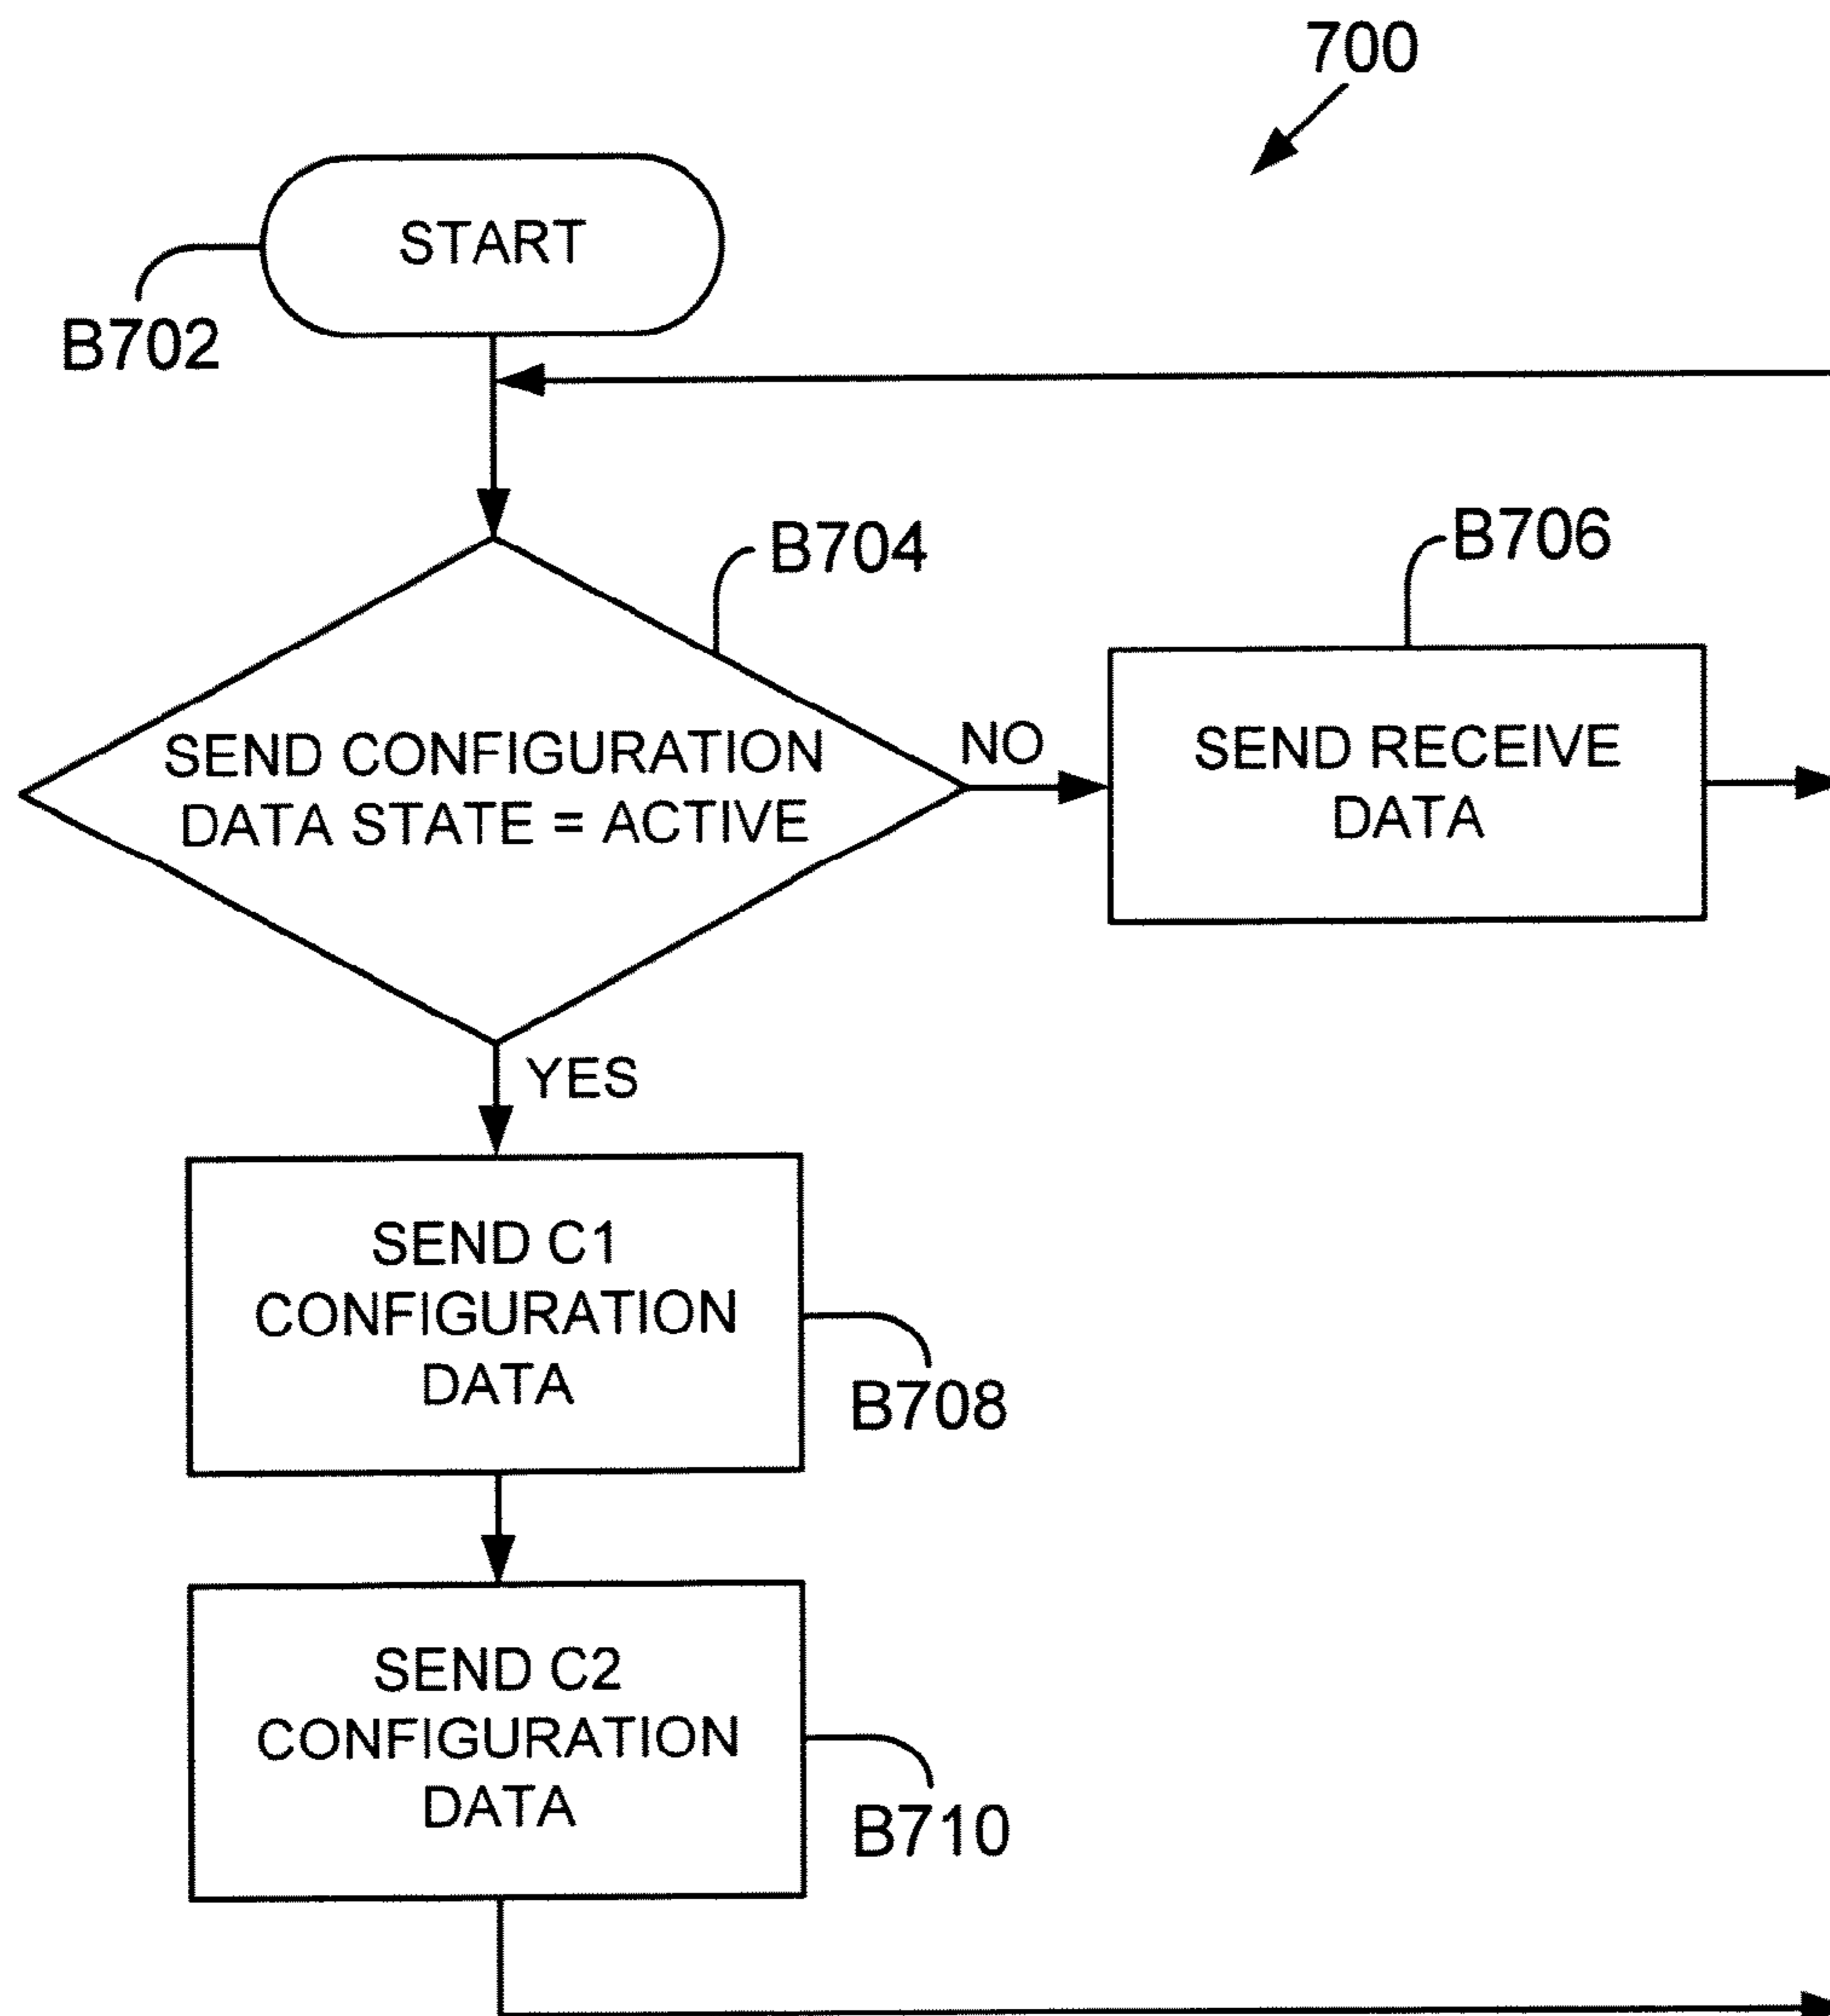 700
START
B702
B704
B706
SEND CONFIGURATION
DATA STATE = ACTIVE
NO
SEND RECEIVE
DATA
YES
SEND C1
CONFIGURATION
DATA
B708
SEND C2
CONFIGURATION
DATA
B710